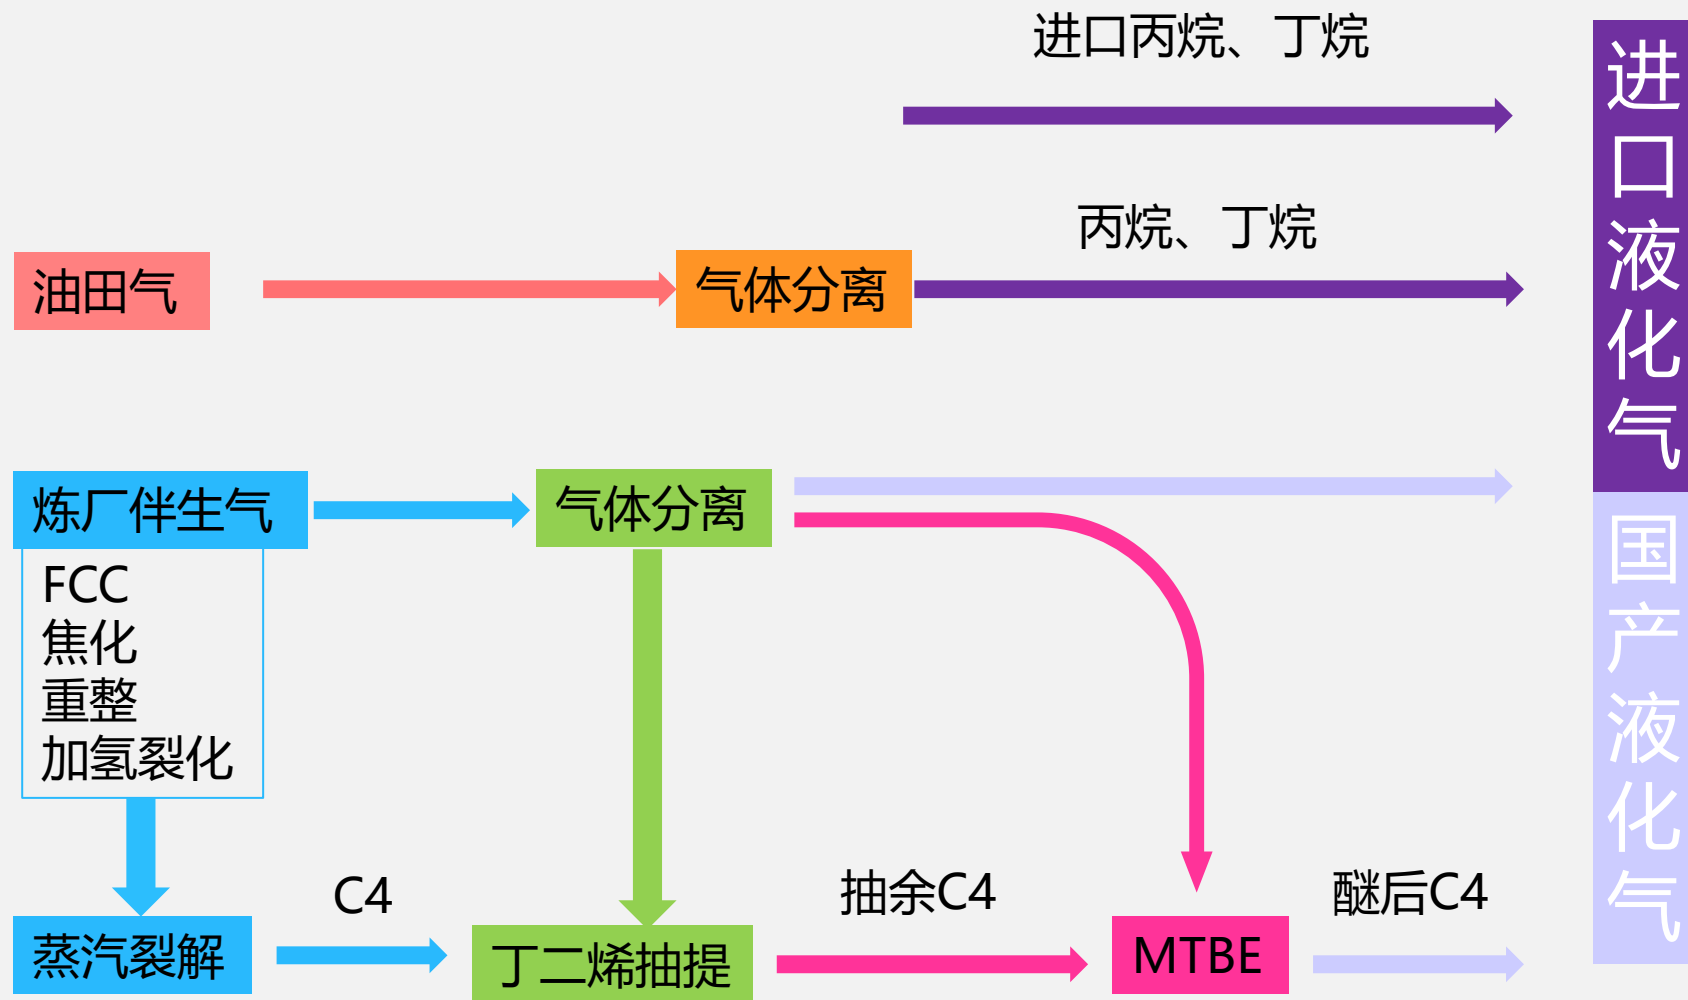 进口丙烷、丁烷
丙烷、丁烷
油田气
气体分离
炼厂伴生气
气体分离
FCC
焦化
重整
加氢裂化
C4
抽余C4
醚后C4
蒸汽裂解
丁二烯抽提
MTBE
进口液化气
国产液化气